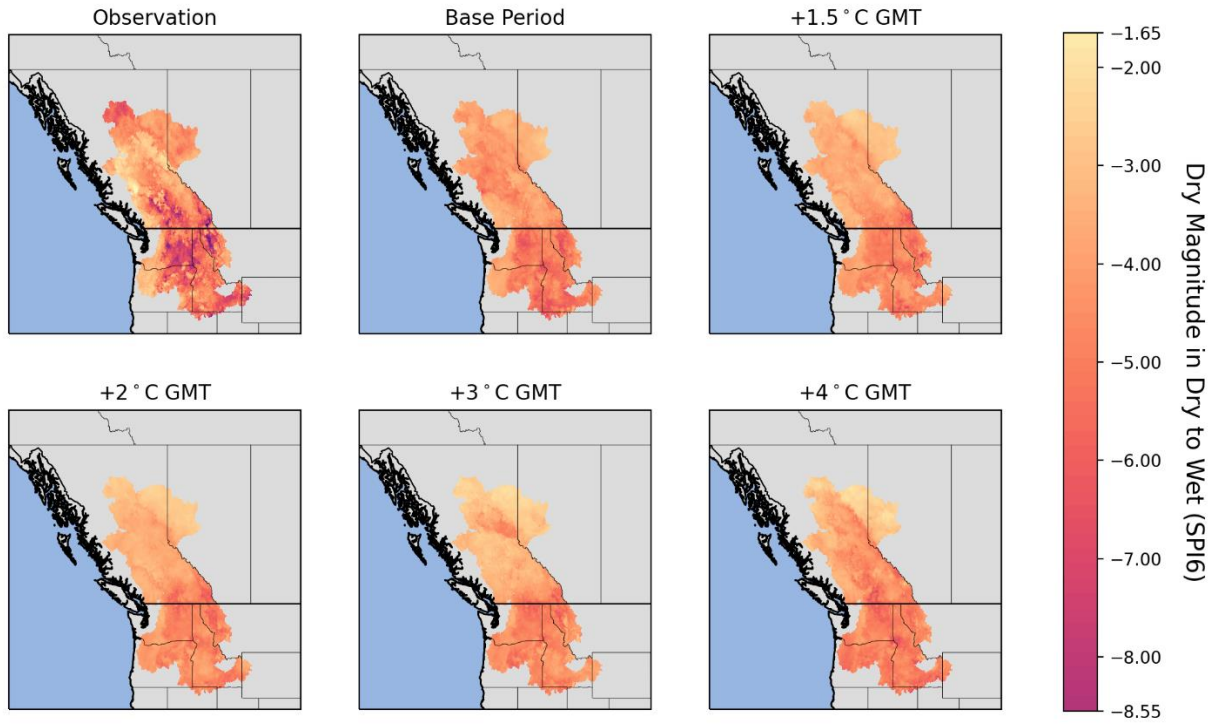 Observation
Base Period
+1.5°C GMT
+2°C GMT
+3°C GMT
+4°C GMT
−1.65
−2.00
−3.00
−4.00
−5.00
−6.00
−7.00
−8.00
−8.55
Dry Magnitude in Dry to Wet (SPI6)